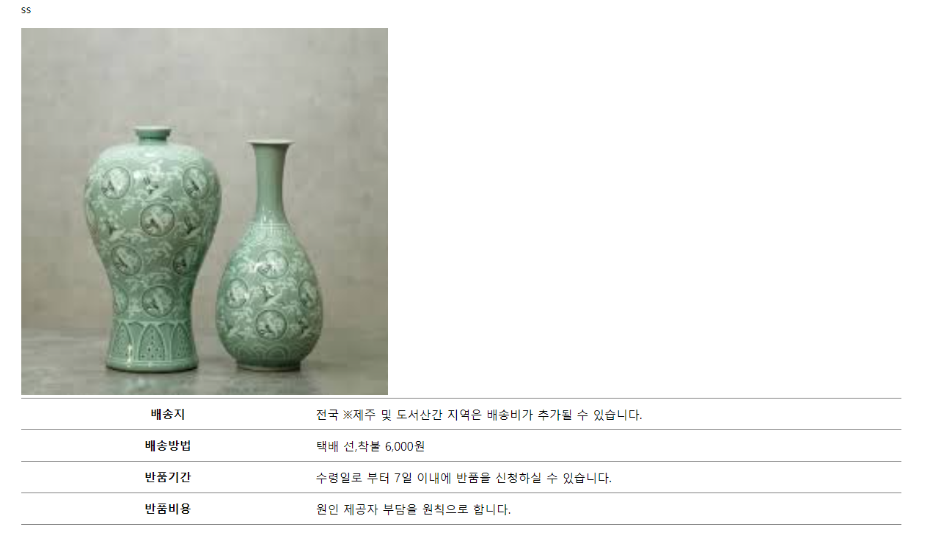 ss
배송지 전국 ※제주 및 도서산간 지역은 배송비가 추가될 수 있습니다.
배송방법 택배 선,착불 6,000원
반품기간 수령일로 부터 7일 이내에 반품을 신청하실 수 있습니다.
반품비용 원인 제공자 부담을 원칙으로 합니다.